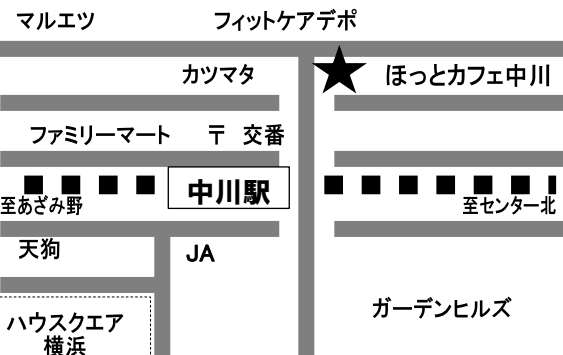 マルエツ
フィットケアデポ
カツマタ
ほっとカフェ中川
ファミリーマート
〒 交番
中川駅
至あざみ野
至センター北
天狗
JA
ガーデンヒルズ
ハウスクエア
横浜